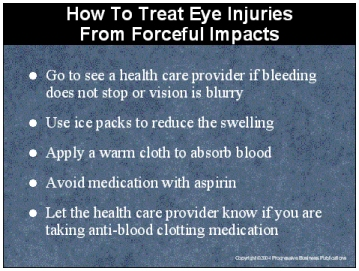 How To Treat Eye Injuries
From Forceful Impacts
Go to see a health care provider if bleeding
does not stop or vision is blurry
Use ice packs to reduce the swelling
Apply a warm cloth to absorb blood
Avoid medication with aspirin
Let the health care provider know if you are
taking anti-blood clotting medication
Copyright ©2004 Progressive Business Publications